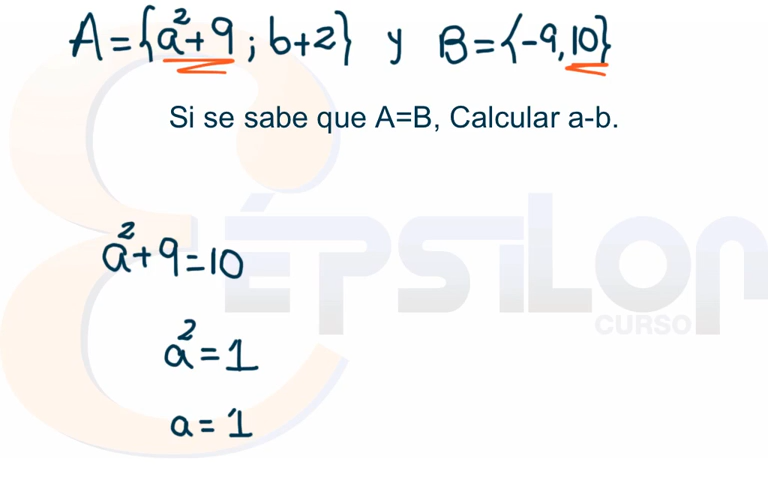 A={a²+9 ; b+2} y B={-9,10}
Si se sabe que A=B, Calcular a-b.
ÉPSILON
CURSO
a²+9=10
a²=1
a=1